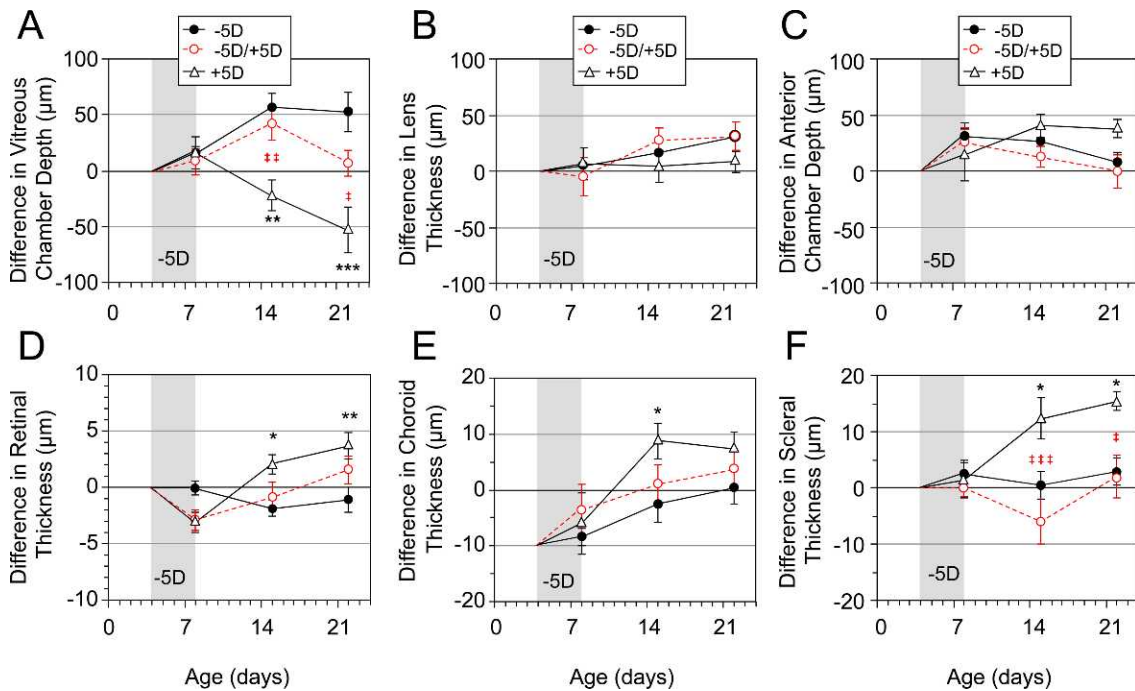 A
-5D
-5D/+5D
+5D
Difference in Vitreous
Chamber Depth (µm)
100
50
0
-50
-100
-5D
‡‡
**
‡
***
0 7 14 21
B
-5D
-5D/+5D
+5D
Difference in Lens
Thickness (µm)
100
50
0
-50
-100
-5D
0 7 14 21
C
-5D
-5D/+5D
+5D
Difference in Anterior
Chamber Depth (µm)
100
50
0
-50
-100
-5D
0 7 14 21
D
Difference in Retinal
Thickness (µm)
10
5
0
-5
-10
-5D
*
**
0 7 14 21
Age (days)
E
Difference in Choroid
Thickness (µm)
20
10
0
-10
-20
-5D
*
0 7 14 21
Age (days)
F
Difference in Scleral
Thickness (µm)
20
10
0
-10
-20
-5D
*
*
‡‡‡
‡
0 7 14 21
Age (days)